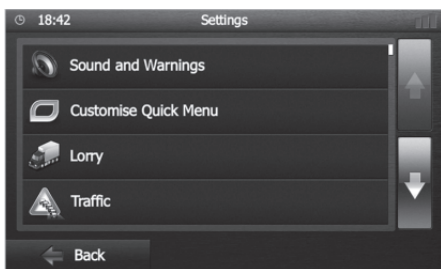 18:42 Settings
Sound and Warnings
Customise Quick Menu
Lorry
Traffic
Back